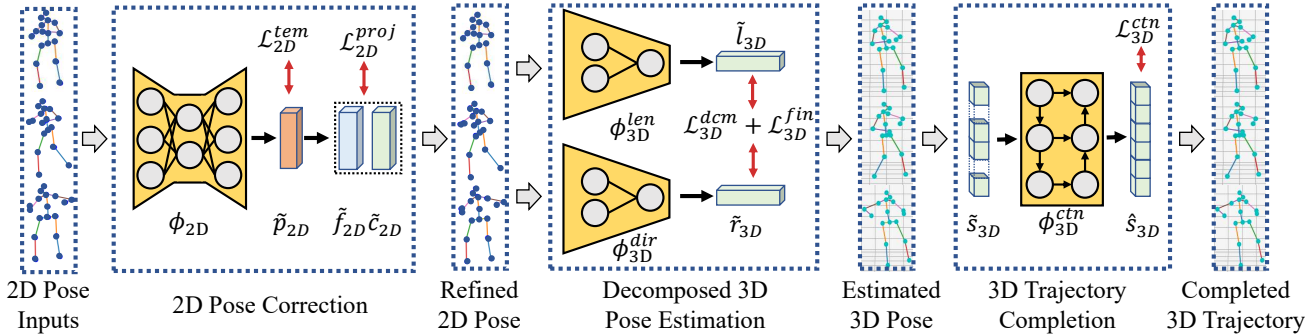 ℒ_{2D}^{tem}
ℒ_{2D}^{proj}
ϕ_{2D}
p̃_{2D}
f̃_{2D} c̃_{2D}
l̃_{3D}
ϕ_{3D}^{len}
ℒ_{3D}^{dcm} + ℒ_{3D}^{fin}
ϕ_{3D}^{dir}
r̃_{3D}
ℒ_{3D}^{ctn}
s̃_{3D}
ϕ_{3D}^{ctn}
ŝ_{3D}
2D Pose
Inputs
2D Pose Correction
Refined
2D Pose
Decomposed 3D
Pose Estimation
Estimated
3D Pose
3D Trajectory
Completion
Completed
3D Trajectory